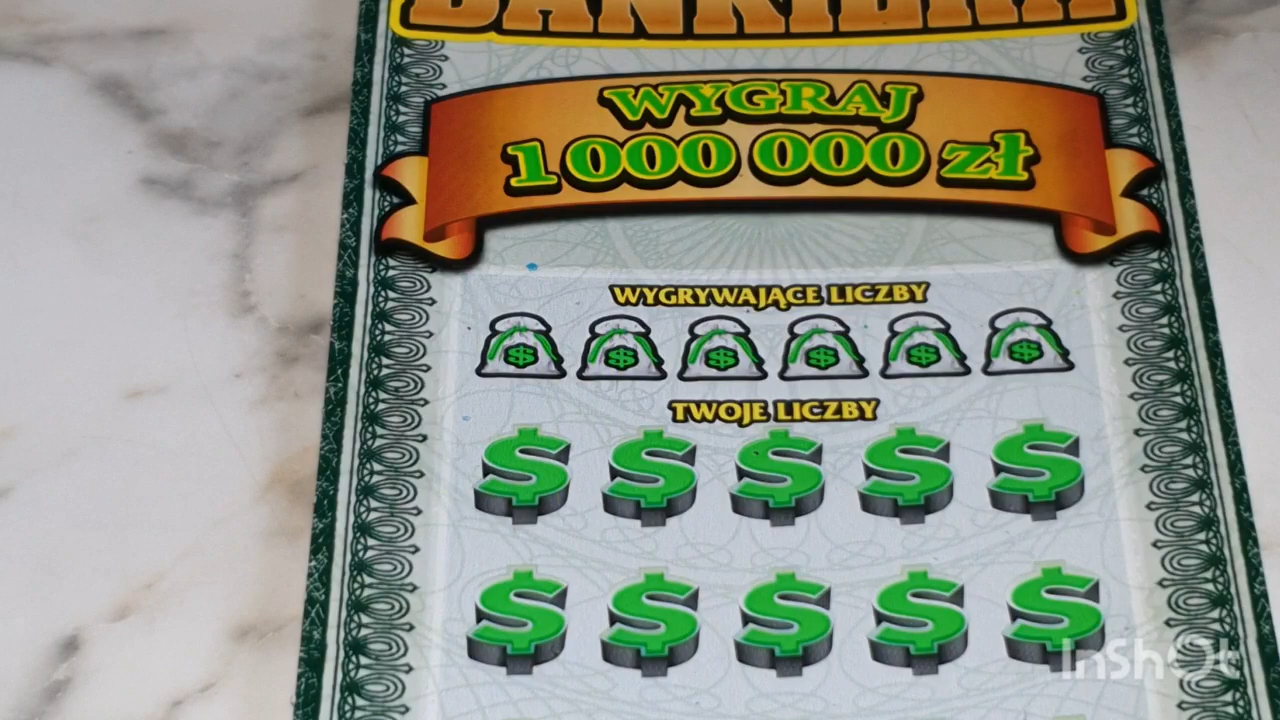 WYGRAJ
1 000 000 zł
WYGRYWAJĄCE LICZBY
$ $ $ $ $ $
TWOJE LICZBY
$ $ $ $ $
$ $ $ $ $
InShOt